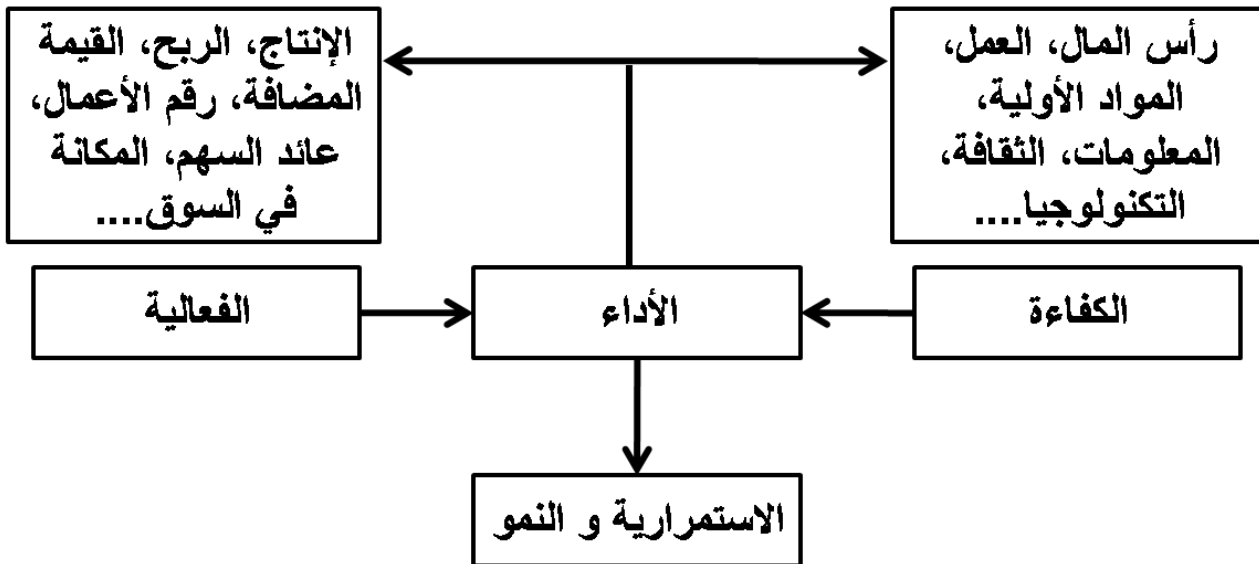 رأس المال، العمل،
المواد الأولية،
المعلومات، الثقافة،
التكنولوجيا....
الإنتاج، الربح، القيمة
المضافة، رقم الأعمال،
عائد السهم، المكانة
في السوق....
الكفاءة
الأداء
الفعالية
الاستمرارية و النمو